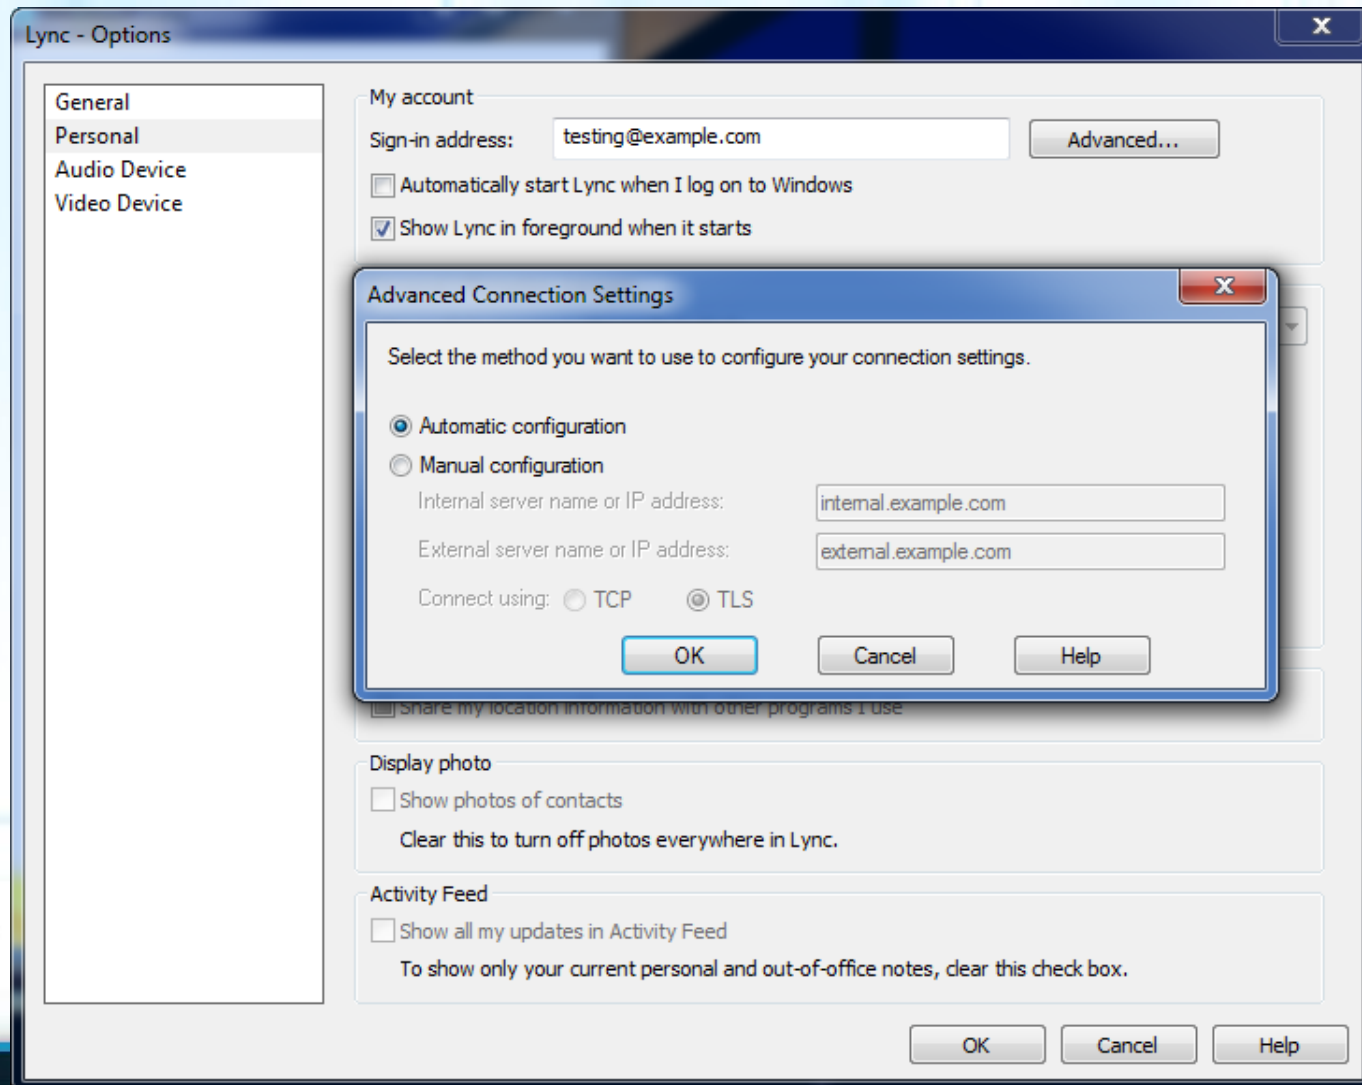 Lync - Options
General
Personal
Audio Device
Video Device
My account
Sign-in address: testing@example.com Advanced...
Automatically start Lync when I log on to Windows
Show Lync in foreground when it starts
Advanced Connection Settings
Select the method you want to use to configure your connection settings.
Automatic configuration
Manual configuration
Internal server name or IP address: internal.example.com
External server name or IP address: external.example.com
Connect using: TCP TLS
OK Cancel Help
Share my location information with other programs I use
Display photo
Show photos of contacts
Clear this to turn off photos everywhere in Lync.
Activity Feed
Show all my updates in Activity Feed
To show only your current personal and out-of-office notes, clear this check box.
OK Cancel Help